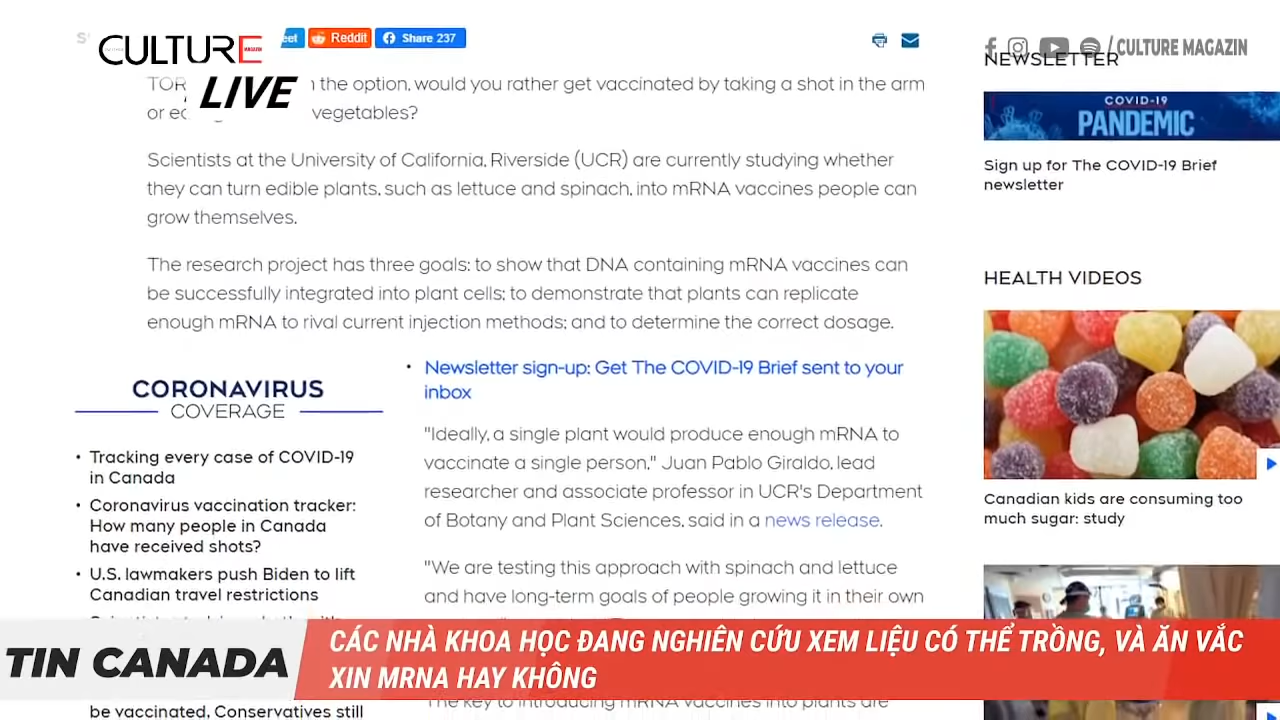 CULTURE
MAGAZIN
LIVE
eet
Reddit
Share 237
/ CULTURE MAGAZIN
TOR the option, would you rather get vaccinated by taking a shot in the arm
or vegetables?
Scientists at the University of California, Riverside (UCR) are currently studying whether
they can turn edible plants, such as lettuce and spinach, into mRNA vaccines people can
grow themselves.
The research project has three goals: to show that DNA containing mRNA vaccines can
be successfully integrated into plant cells; to demonstrate that plants can replicate
enough mRNA to rival current injection methods; and to determine the correct dosage.
• Newsletter sign-up: Get The COVID-19 Brief sent to your
inbox
"Ideally, a single plant would produce enough mRNA to
vaccinate a single person," Juan Pablo Giraldo, lead
researcher and associate professor in UCR's Department
of Botany and Plant Sciences, said in a news release.
"We are testing this approach with spinach and lettuce
and have long-term goals of people growing it in their own
The key to introducing mRNA vaccines into plants are
CORONAVIRUS
COVERAGE
• Tracking every case of COVID-19
in Canada
• Coronavirus vaccination tracker:
How many people in Canada
have received shots?
• U.S. lawmakers push Biden to lift
Canadian travel restrictions
be vaccinated, Conservatives still
NEWSLETTER
COVID-19
PANDEMIC
Sign up for The COVID-19 Brief
newsletter
HEALTH VIDEOS
Canadian kids are consuming too
much sugar: study
TIN CANADA
CÁC NHÀ KHOA HỌC ĐANG NGHIÊN CỨU XEM LIỆU CÓ THỂ TRỒNG, VÀ ĂN VẮC
XIN MRNA HAY KHÔNG